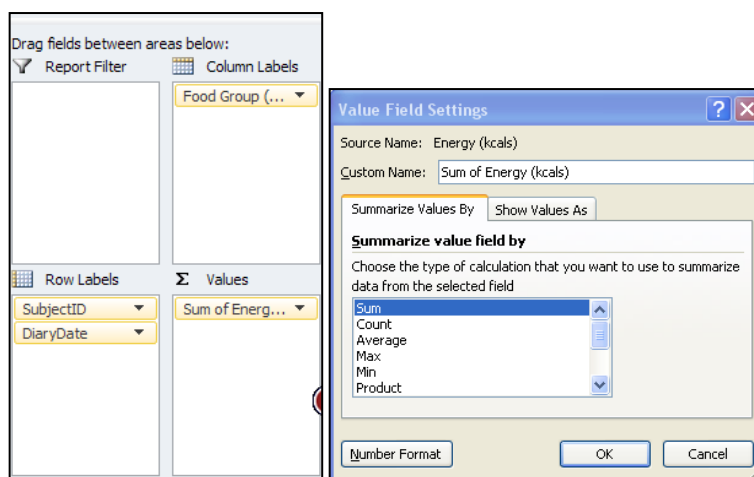 Drag fields between areas below:
Report Filter
Column Labels
Food Group (...
Row Labels
Σ Values
SubjectID
DiaryDate
Sum of Energ...
Value Field Settings
Source Name: Energy (kcals)
Custom Name: Sum of Energy (kcals)
Summarize Values By
Show Values As
Summarize value field by
Choose the type of calculation that you want to use to summarize
data from the selected field
Sum
Count
Average
Max
Min
Product
Number Format
OK
Cancel